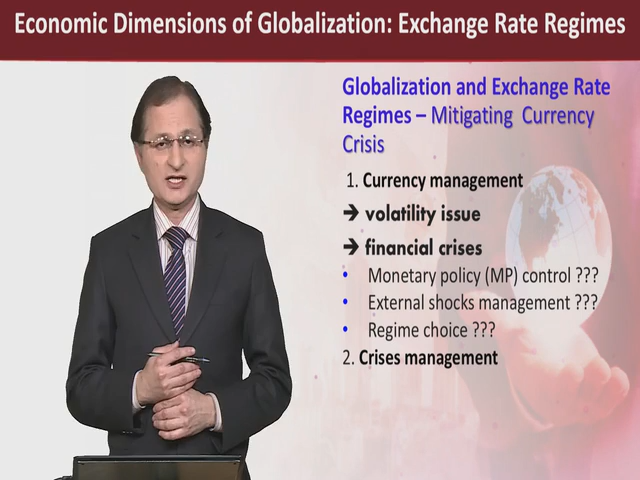 Economic Dimensions of Globalization: Exchange Rate Regimes
Globalization and Exchange Rate
Regimes – Mitigating Currency
Crisis
1. Currency management
➔ volatility issue
➔ financial crises
• Monetary policy (MP) control ???
• External shocks management ???
• Regime choice ???
2. Crises management